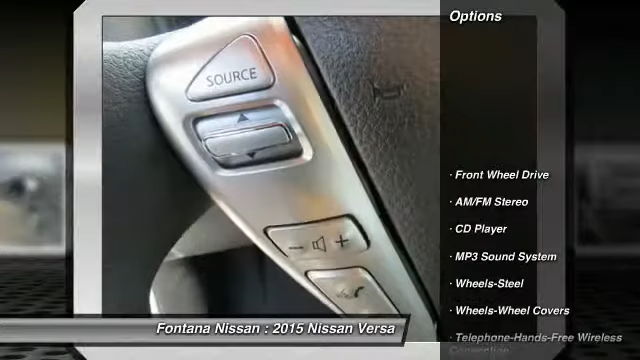 Options
SOURCE
· Front Wheel Drive
· AM/FM Stereo
· CD Player
· MP3 Sound System
· Wheels-Steel
· Wheels-Wheel Covers
· Telephone-Hands-Free Wireless
Connection
Fontana Nissan : 2015 Nissan Versa